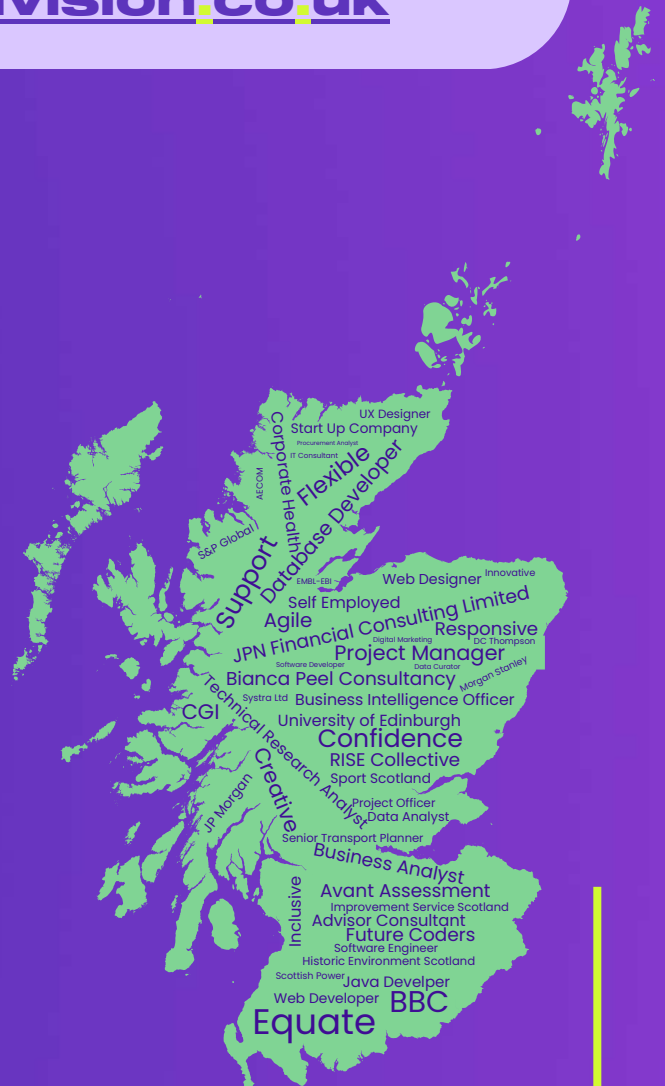 vision.co.uk
UX Designer
Start Up Company
Corporate Health
Procurement Analyst
IT Consultant
Flexible
AECOM
Database Developer
S&P Global
Support
EMBL-EBI
Web Designer
Innovative
Self Employed
Agile
JPN Financial Consulting Limited
Responsive
Digital Marketing
DC Thompson
Project Manager
Software Developer
Data Curator
Bianca Peel Consultancy
Morgan Stanley
Systra Ltd
Business Intelligence Officer
Technical Research Analyst
CGI
University of Edinburgh
Confidence
RISE Collective
Creative
Sport Scotland
JP Morgan
Project Officer
Data Analyst
Senior Transport Planner
Business Analyst
Inclusive
Avant Assessment
Improvement Service Scotland
Advisor Consultant
Future Coders
Software Engineer
Historic Environment Scotland
Scottish Power
Java Develper
Web Developer
BBC
Equate